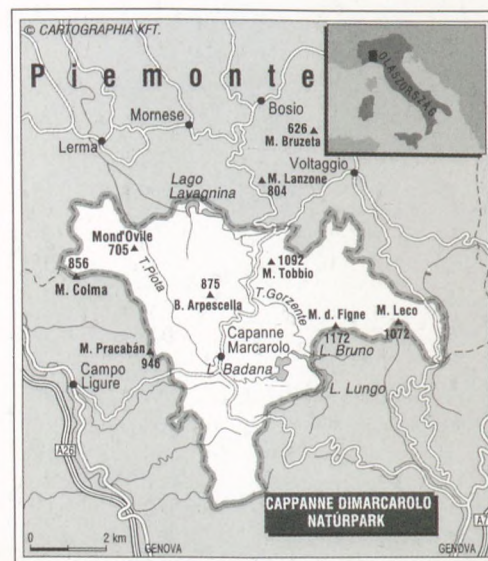 © CARTOGRAPHIA KFT.
Piemonte
OLASZORSZÁG
Bosio
Mornese
626
M. Bruzeta
Lerma
Voltaggio
Lago
Lavagnina
M. Lanzone
804
Mond'Ovile
705
856
M. Colma
T. Piota
875
B. Arpescella
1092
M. Tobbio
T. Gorzente
M. d. Figne
1172
M. Leco
1072
Capanne
Marcarolo
M. Pracabán
946
L. Bruno
L. Badana
Campo
Ligure
L. Lungo
A26
CAPPANNE DIMARCAROLO
NATÚRPARK
A7
0 2 km
GENOVA
GENOVA